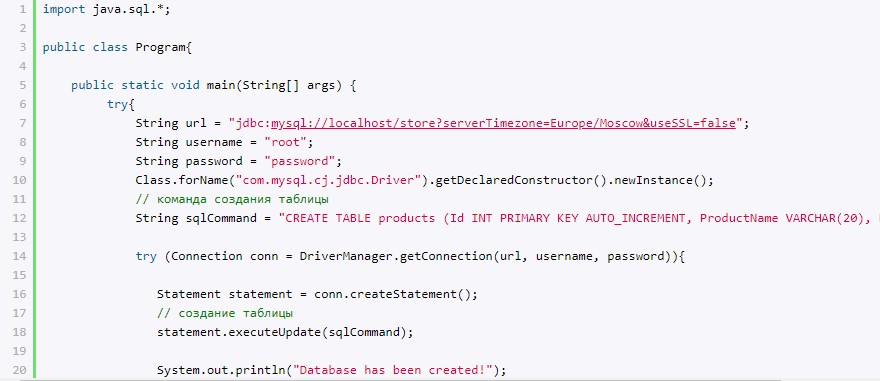 1 import java.sql.*;
2
3 public class Program{
4
5 public static void main(String[] args) {
6 try{
7 String url = "jdbc:mysql://localhost/store?serverTimezone=Europe/Moscow&useSSL=false";
8 String username = "root";
9 String password = "password";
10 Class.forName("com.mysql.cj.jdbc.Driver").getDeclaredConstructor().newInstance();
11 // команда создания таблицы
12 String sqlCommand = "CREATE TABLE products (Id INT PRIMARY KEY AUTO_INCREMENT, ProductName VARCHAR(20),
13
14 try (Connection conn = DriverManager.getConnection(url, username, password)){
15
16 Statement statement = conn.createStatement();
17 // создание таблицы
18 statement.executeUpdate(sqlCommand);
19
20 System.out.println("Database has been created!");